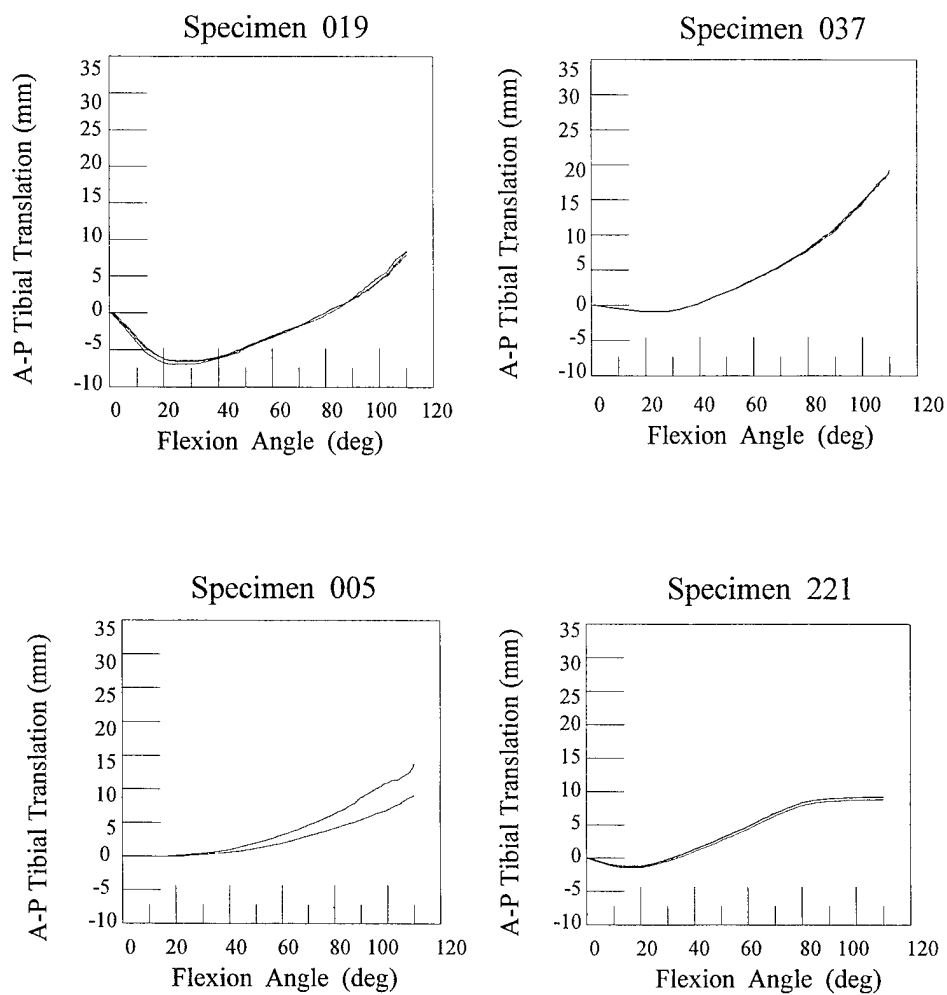 Specimen 019
A-P Tibial Translation (mm)
35
30
25
20
15
10
5
0
-5
-10
0 20 40 60 80 100 120
Flexion Angle (deg)
Specimen 037
A-P Tibial Translation (mm)
35
30
25
20
15
10
5
0
-5
-10
0 20 40 60 80 100 120
Flexion Angle (deg)
Specimen 005
A-P Tibial Translation (mm)
35
30
25
20
15
10
5
0
-5
-10
0 20 40 60 80 100 120
Flexion Angle (deg)
Specimen 221
A-P Tibial Translation (mm)
35
30
25
20
15
10
5
0
-5
-10
0 20 40 60 80 100 120
Flexion Angle (deg)